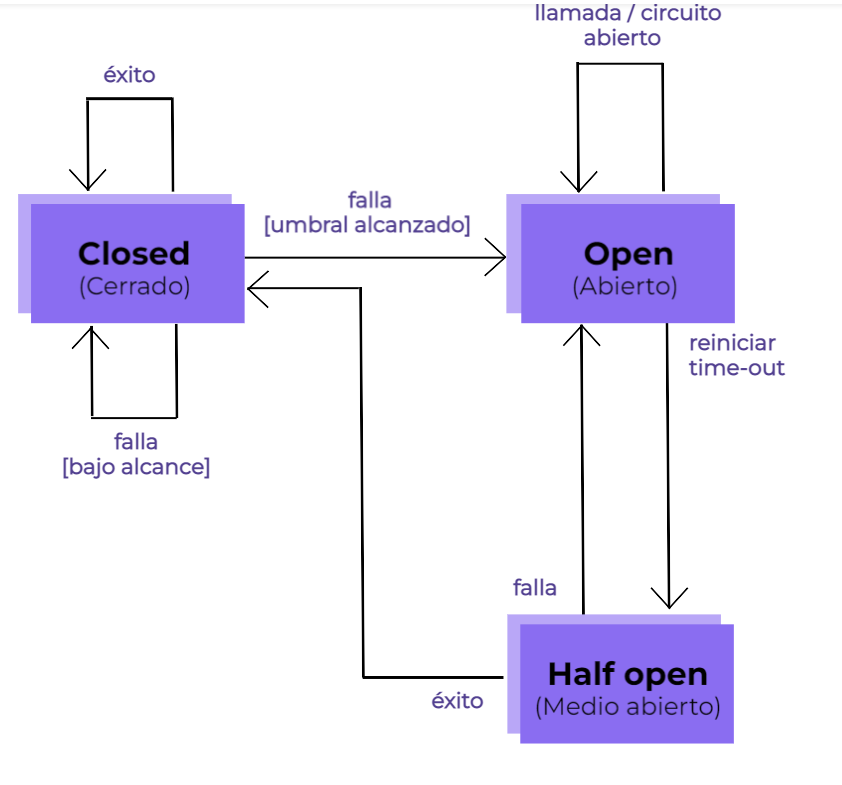 llamada / circuito
abierto
éxito
falla
[umbral alcanzado]
Closed
(Cerrado)
Open
(Abierto)
reiniciar
time-out
falla
[bajo alcance]
falla
Half open
(Medio abierto)
éxito